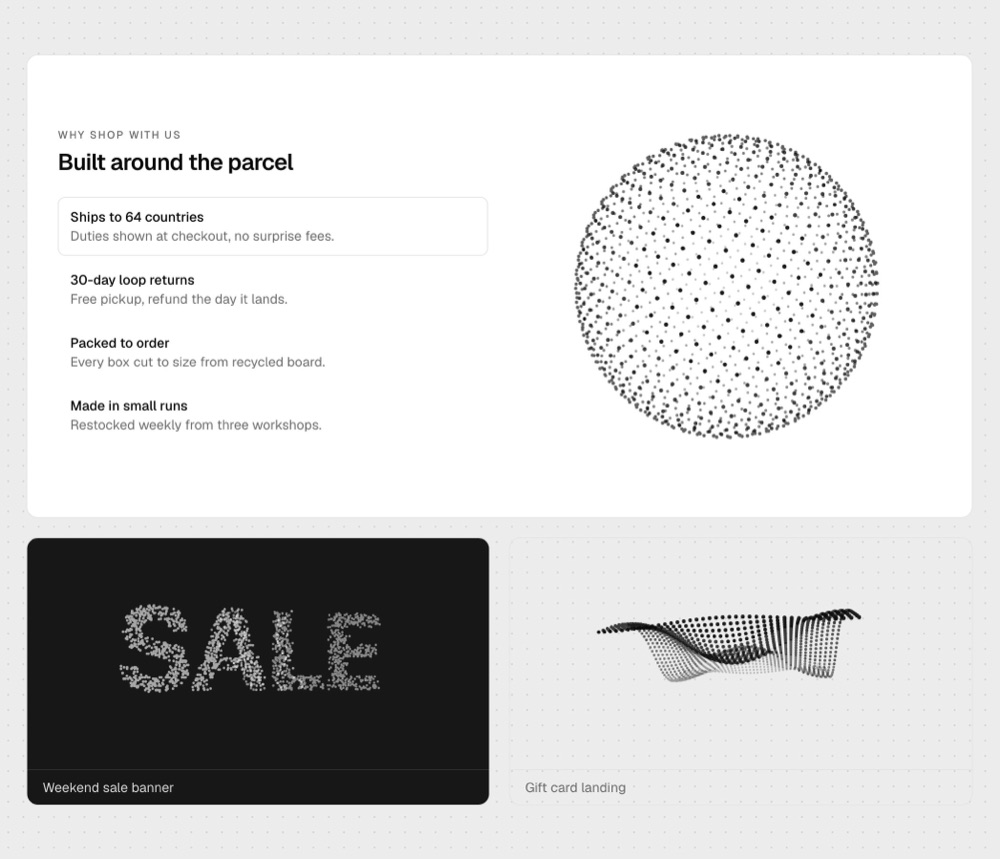 WHY SHOP WITH US
Built around the parcel
Ships to 64 countries
Duties shown at checkout, no surprise fees.
30-day loop returns
Free pickup, refund the day it lands.
Packed to order
Every box cut to size from recycled board.
Made in small runs
Restocked weekly from three workshops.
SALE
Weekend sale banner
Gift card landing